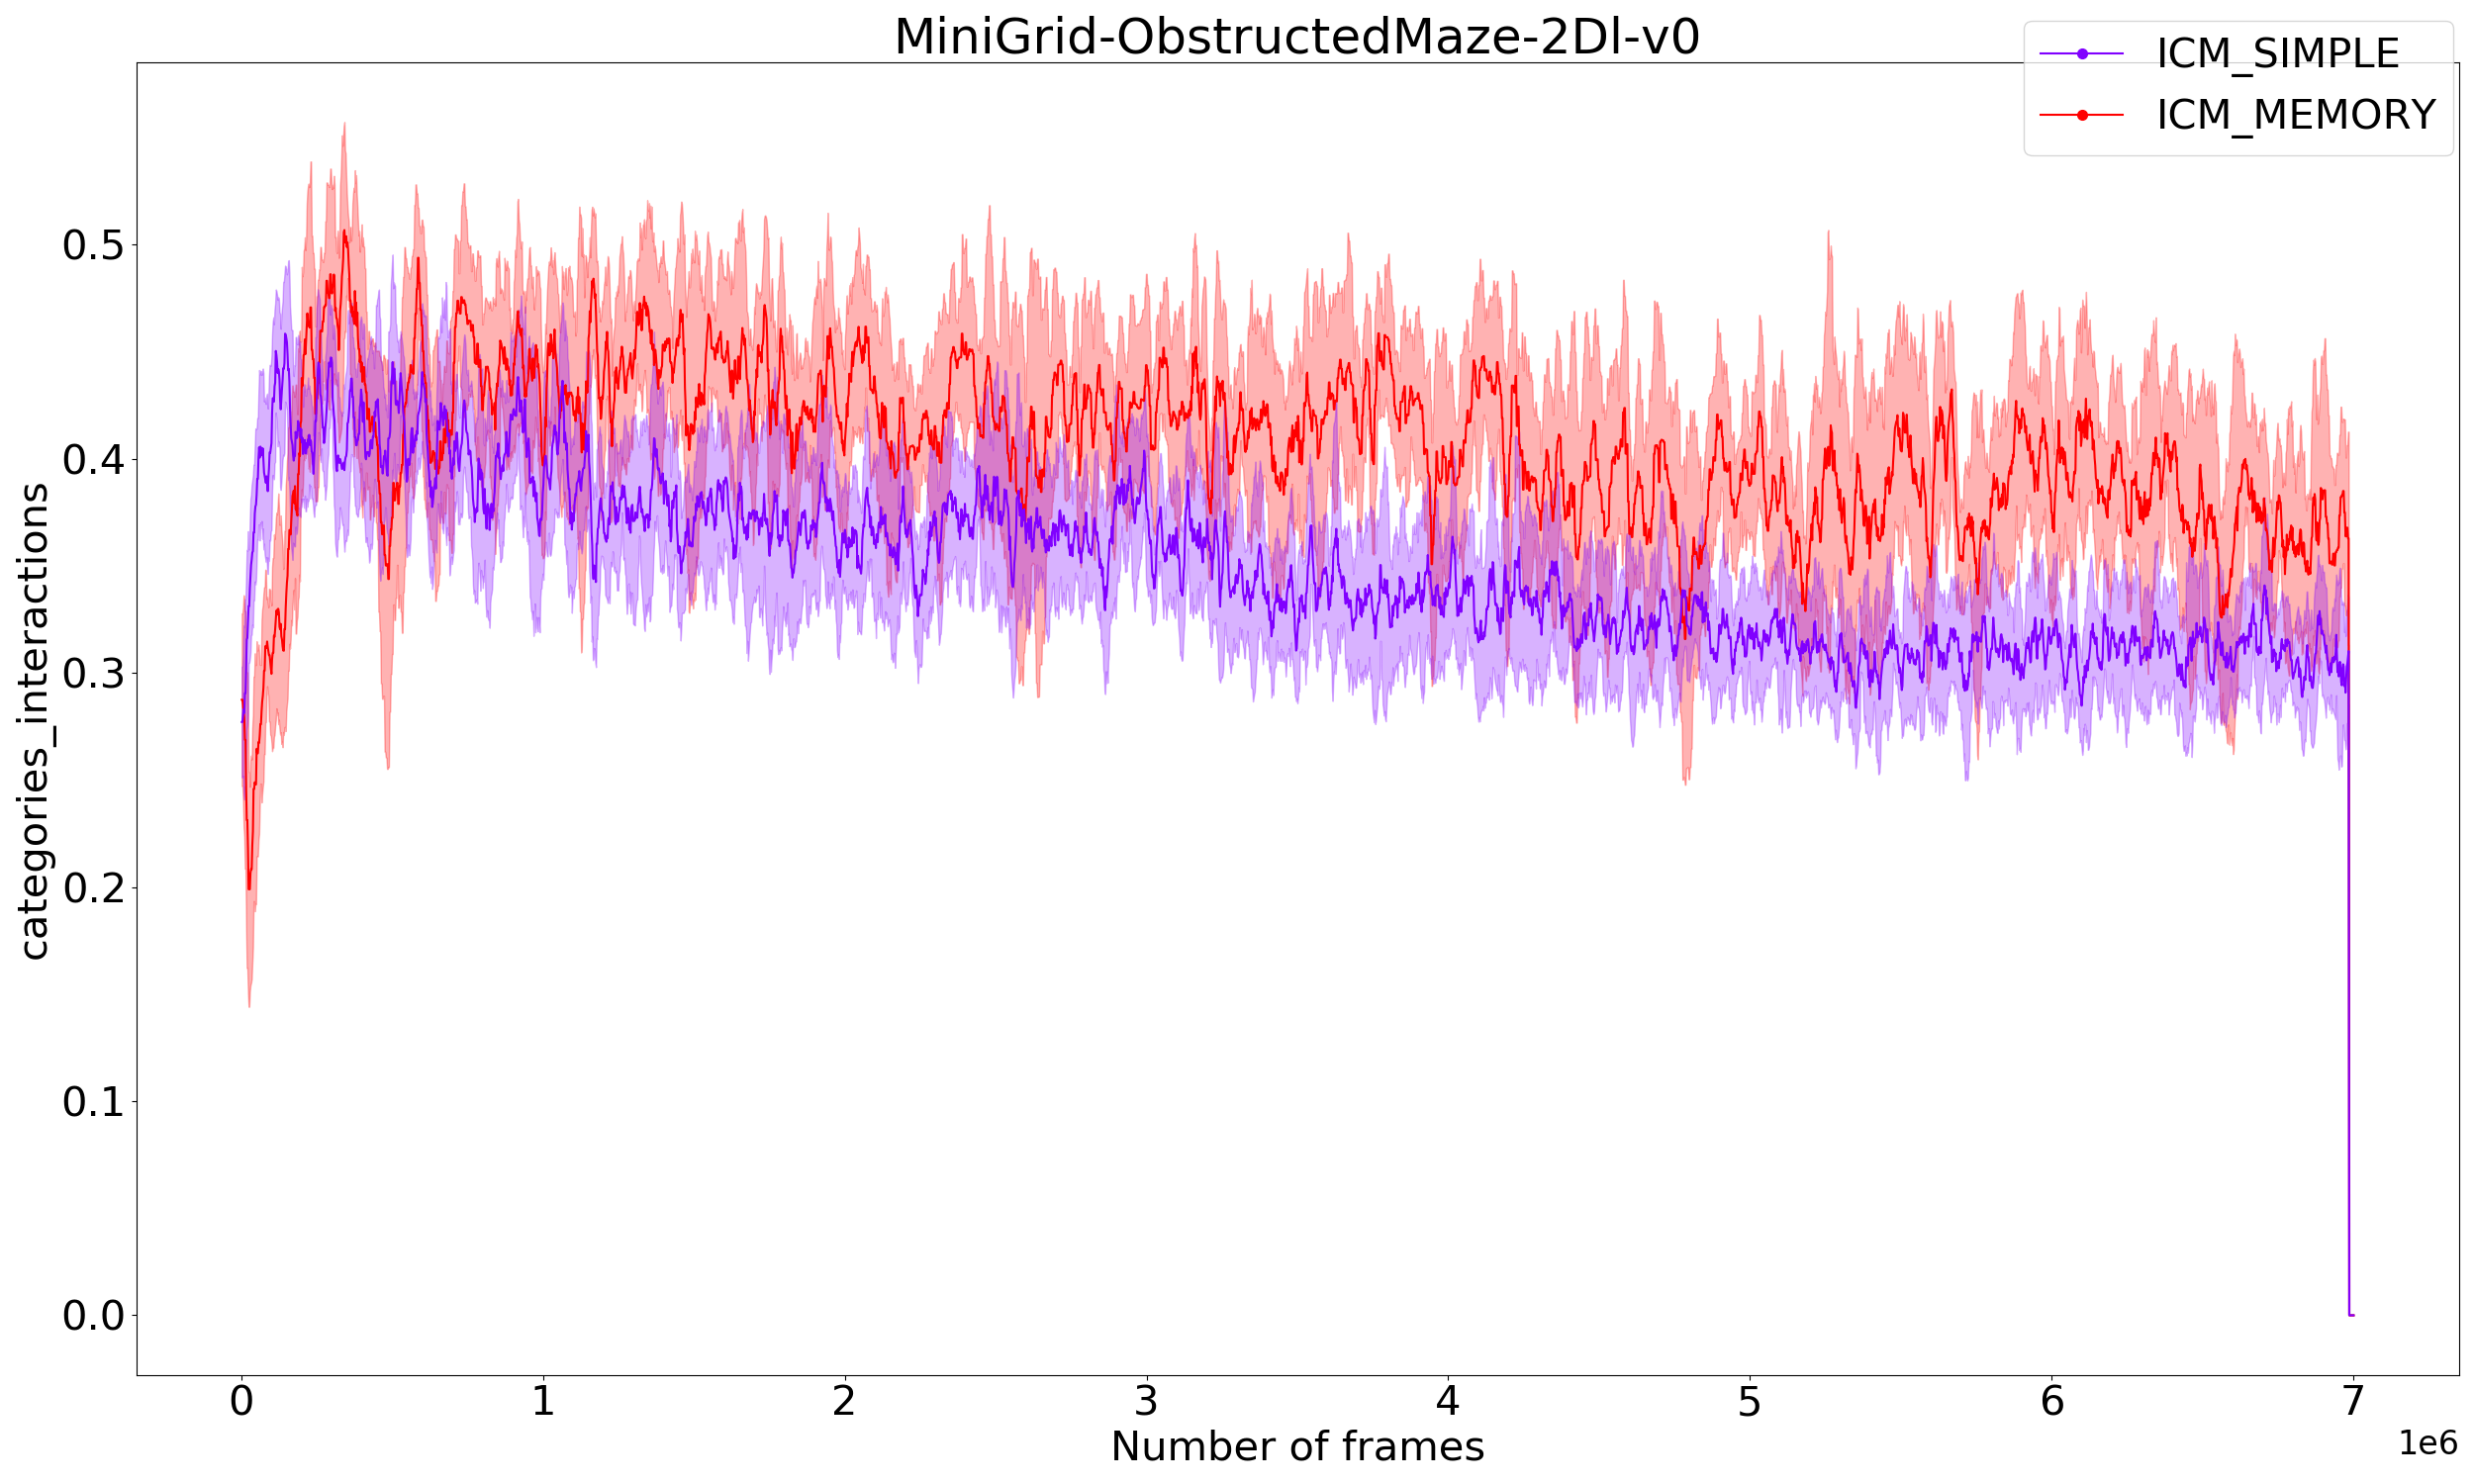 MiniGrid-ObstructedMaze-2Dl-v0
ICM_SIMPLE
ICM_MEMORY
categories_interactions
0.5
0.4
0.3
0.2
0.1
0.0
0 1 2 3 4 5 6 7
Number of frames
1e6